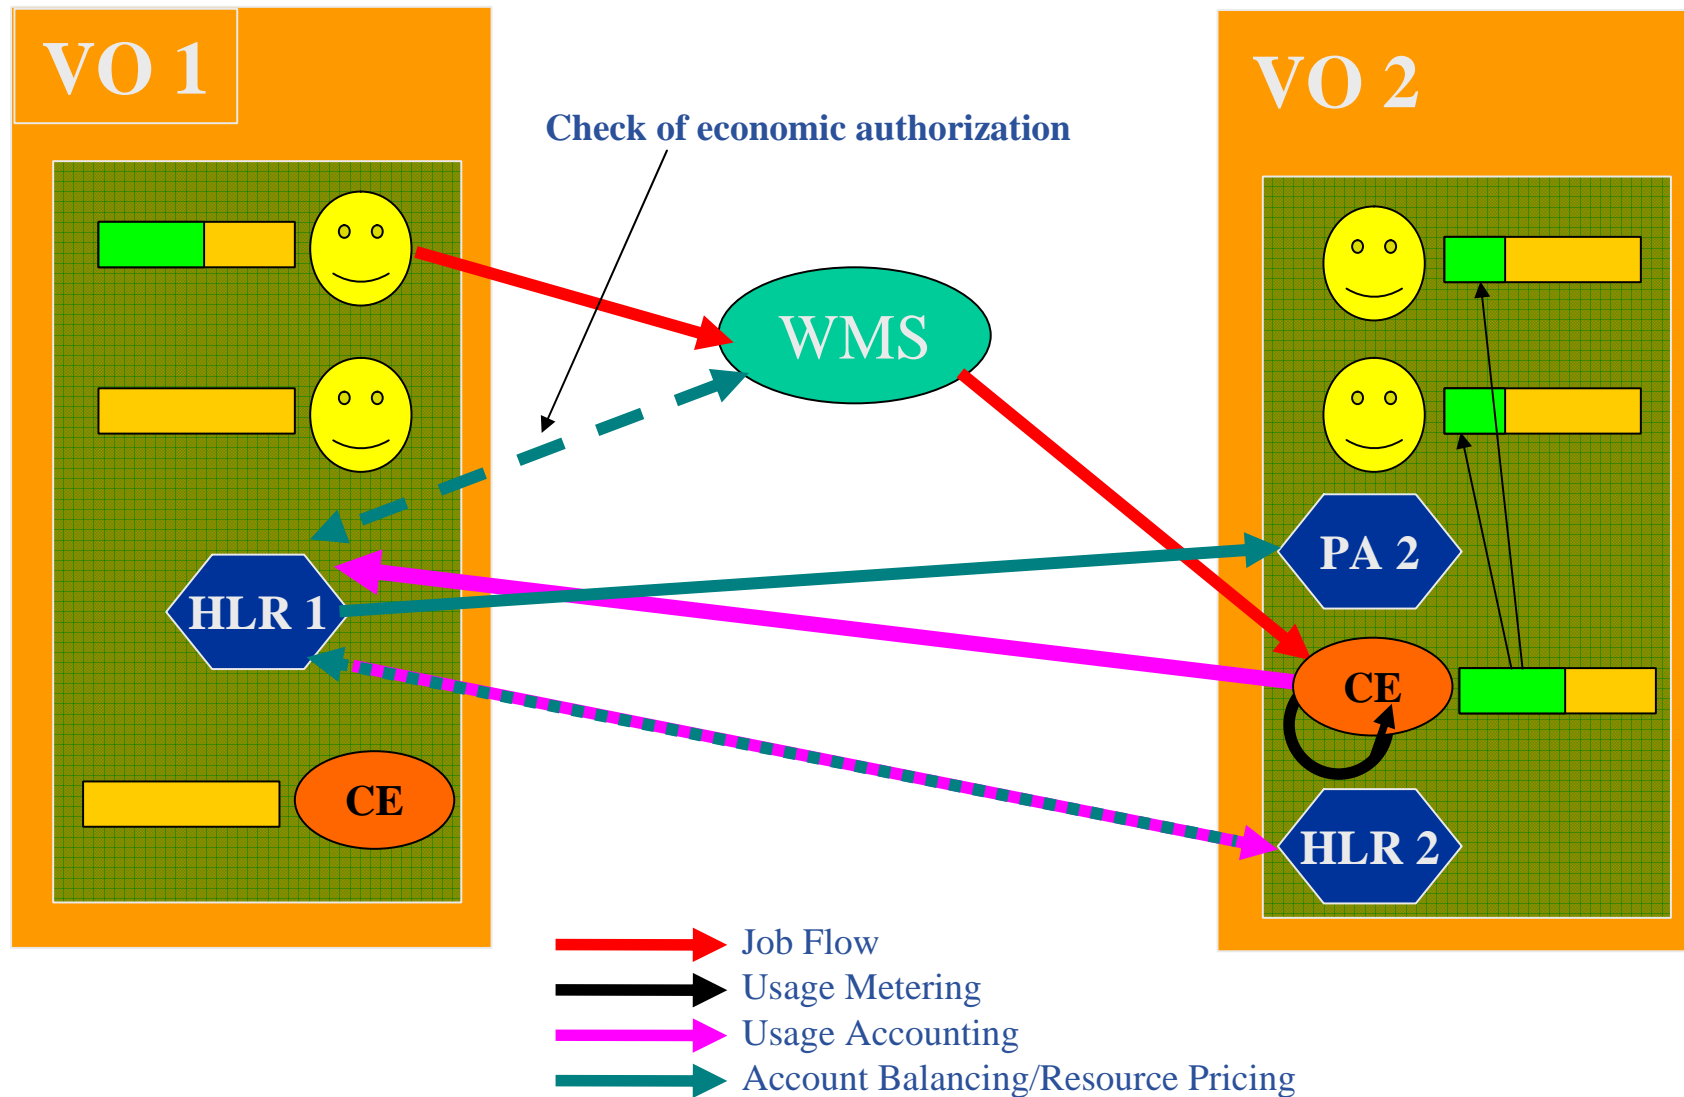 VO 1
VO 2
Check of economic authorization
WMS
PA 2
HLR 1
CE
CE
HLR 2
Job Flow
Usage Metering
Usage Accounting
Account Balancing/Resource Pricing